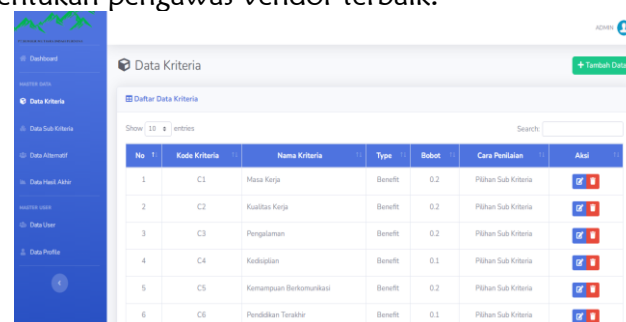 entukan pengawas vendor terbaik.
ADMIN
Dashboard
Data Kriteria
+ Tambah Data
MASTER DATA
Data Kriteria
Daftar Data Kriteria
Data Sub Kriteria
Show 10 entries
Search:
Data Alternatif
No Kode Kriteria Nama Kriteria Type Bobot Cara Penilaian Aksi
Data Hasil Akhir
1 C1 Masa Kerja Benefit 0.2 Pilihan Sub Kriteria
MASTER USER
2 C2 Kualitas Kerja Benefit 0.2 Pilihan Sub Kriteria
Data User
3 C3 Pengalaman Benefit 0.2 Pilihan Sub Kriteria
Data Profile
4 C4 Kedisiplian Benefit 0.1 Pilihan Sub Kriteria
5 C5 Kemampuan Berkomunikasi Benefit 0.2 Pilihan Sub Kriteria
6 C6 Pendidikan Terakhir Benefit 0.1 Pilihan Sub Kriteria